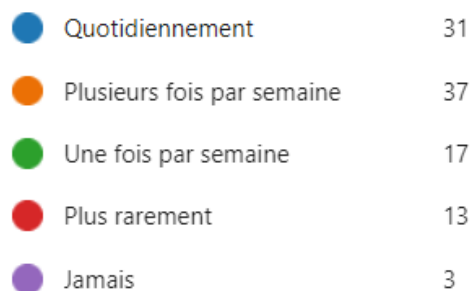 Quotidiennement 31
Plusieurs fois par semaine 37
Une fois par semaine 17
Plus rarement 13
Jamais 3